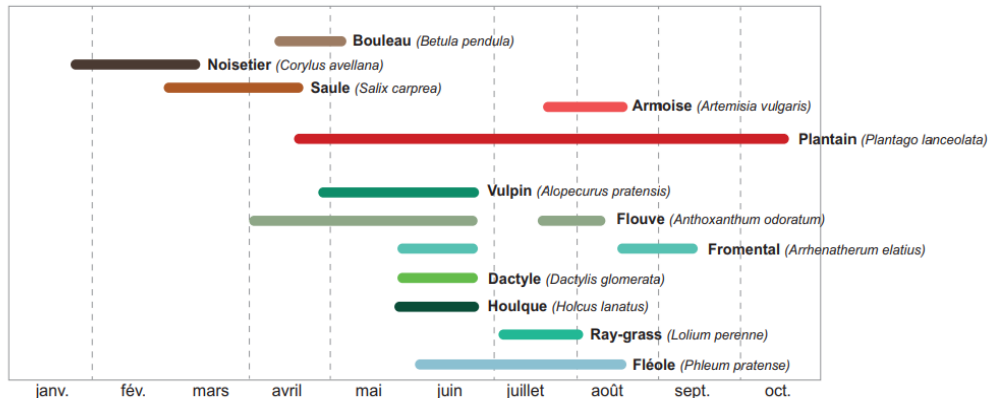 Bouleau (Betula pendula)
Noisetier (Corylus avellana)
Saule (Salix carprea)
Armoise (Artemisia vulgaris)
Plantain (Plantago lanceolata)
Vulpin (Alopecurus pratensis)
Flouve (Anthoxanthum odoratum)
Fromental (Arrhenatherum elatius)
Dactyle (Dactylis glomerata)
Houlque (Holcus lanatus)
Ray-grass (Lolium perenne)
Fléole (Phleum pratense)
janv. fév. mars avril mai juin juillet août sept. oct.